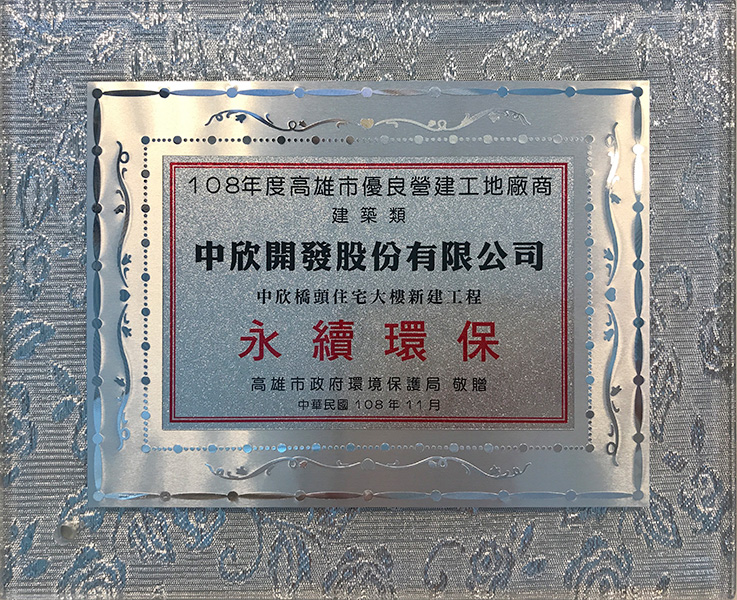 108年度高雄市優良營建工地廠商
建築類
中欣開發股份有限公司
中欣橋頭住宅大樓新建工程
永續環保
高雄市政府環境保護局 敬贈
中華民國108年11月